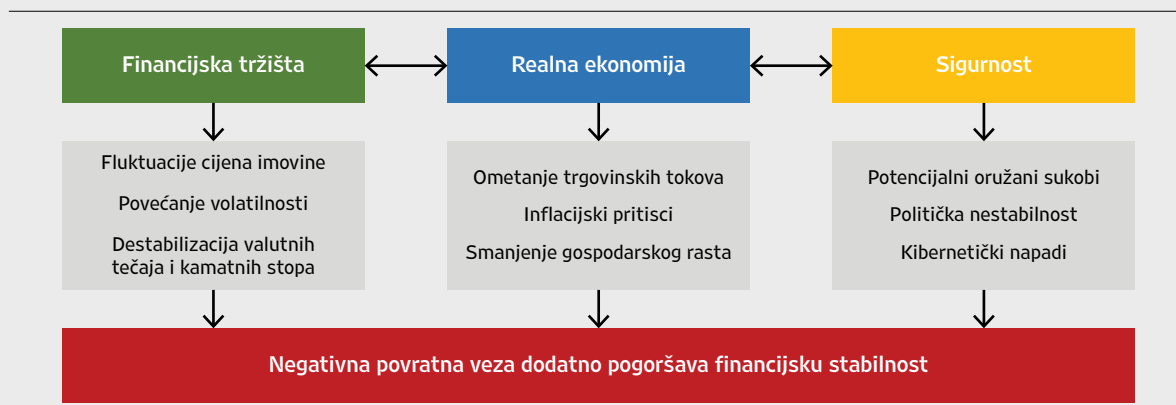 Financijska tržišta
Realna ekonomija
Sigurnost
Fluktuacije cijena imovine
Povećanje volatilnosti
Destabilizacija valutnih
tečaja i kamatnih stopa
Ometanje trgovinskih tokova
Inflacijski pritisci
Smanjenje gospodarskog rasta
Potencijalni oružani sukobi
Politička nestabilnost
Kibernetički napadi
Negativna povratna veza dodatno pogoršava financijsku stabilnost